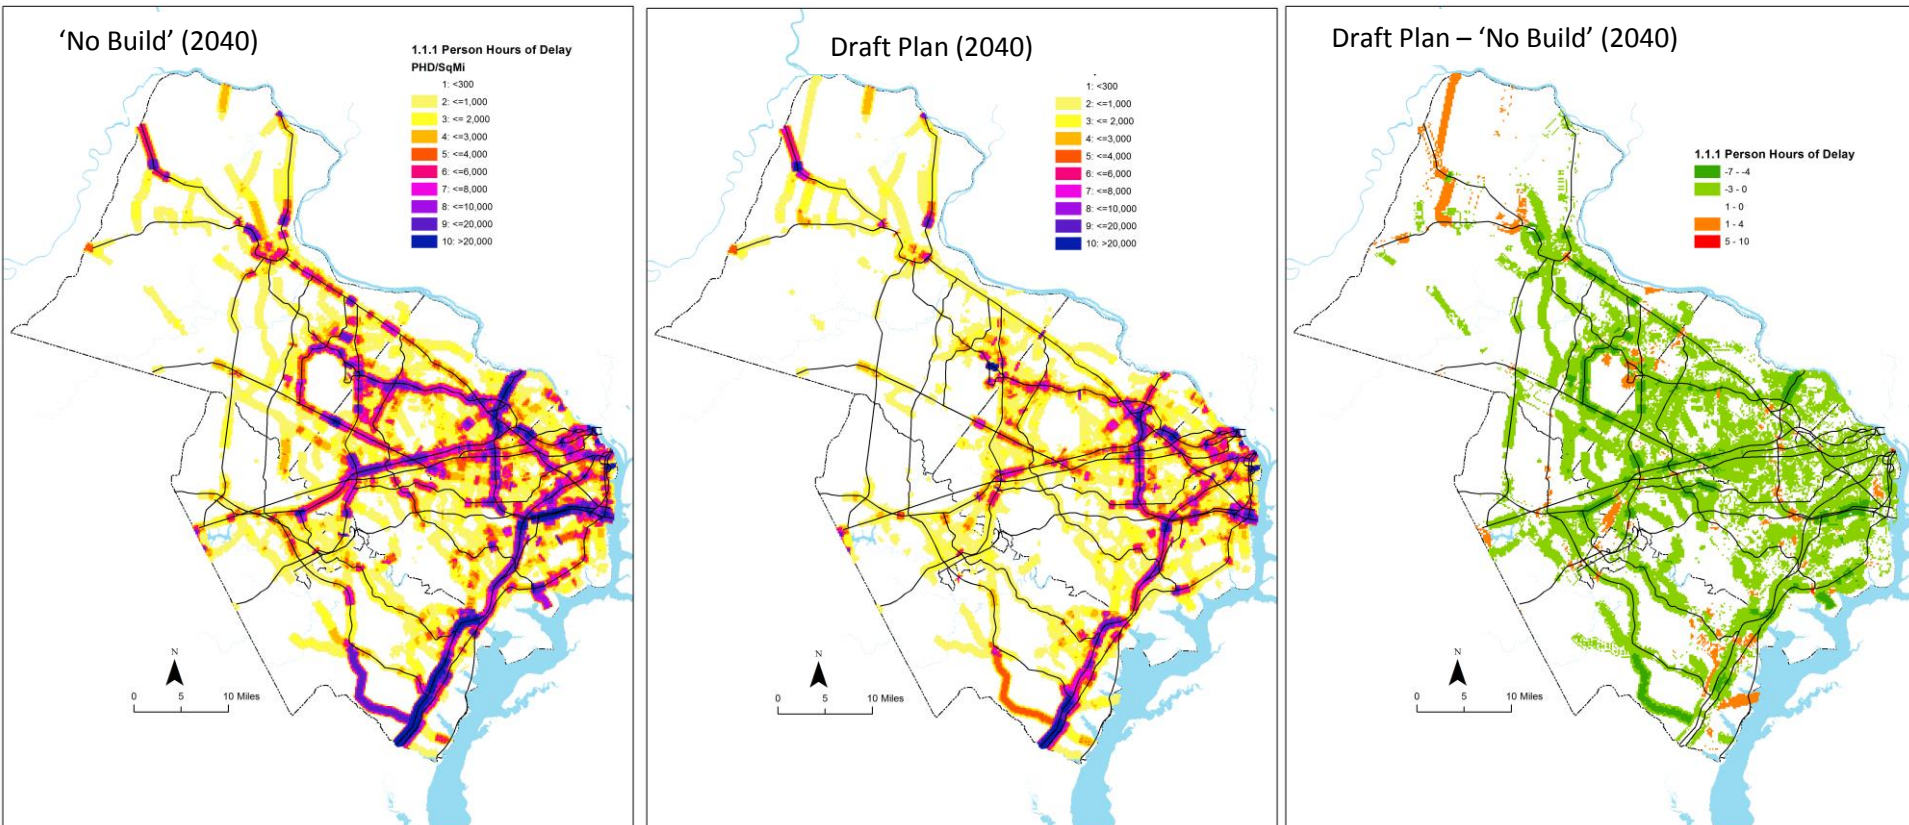 ‘No Build’ (2040)
1.1.1 Person Hours of Delay
PHD/SqMi
1: <300
2: <=1,000
3: <= 2,000
4: <=3,000
5: <=4,000
6: <=6,000
7: <=8,000
8: <=10,000
9: <=20,000
10: >20,000
N
0 5 10 Miles
Draft Plan (2040)
1: <300
2: <=1,000
3: <= 2,000
4: <=3,000
5: <=4,000
6: <=6,000
7: <=8,000
8: <=10,000
9: <=20,000
10: >20,000
N
0 5 10 Miles
Draft Plan – ‘No Build’ (2040)
1.1.1 Person Hours of Delay
-7 - -4
-3 - 0
1 - 0
1 - 4
5 - 10
N
0 5 10 Miles